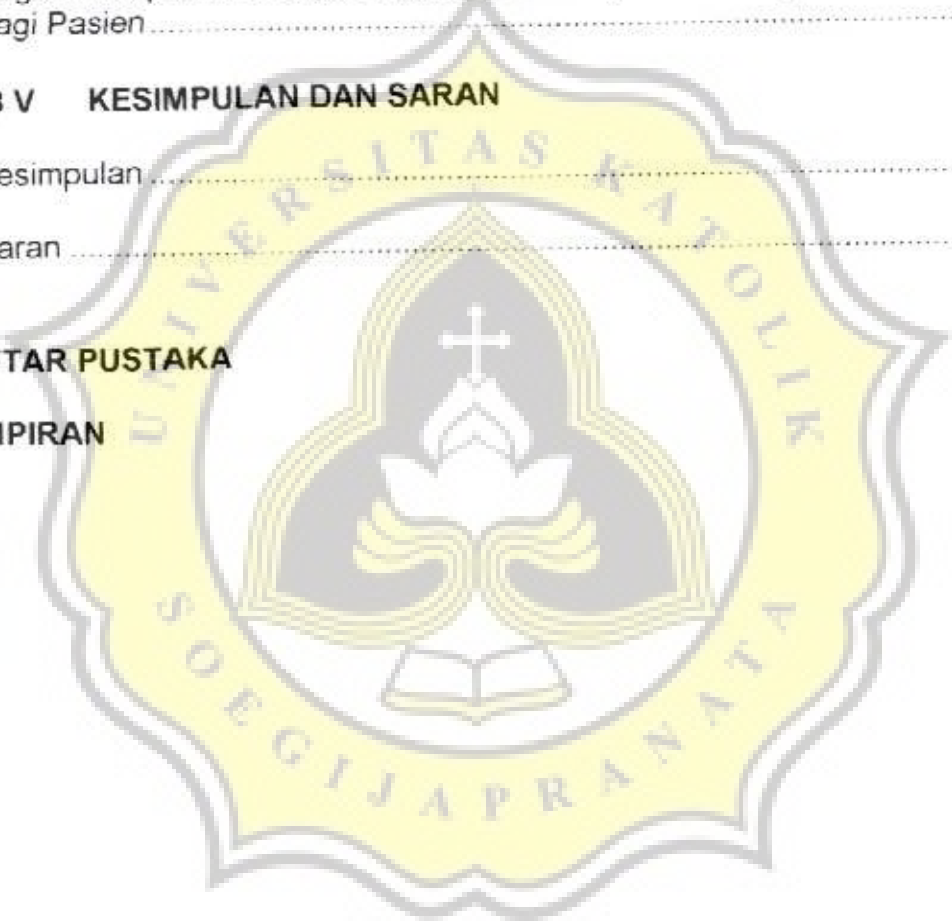 agi Pasien
V KESIMPULAN DAN SARAN
esimpulan
aran
TAR PUSTAKA
PIRAN
UNIVERSITAS KATOLIK
SOEGIJAPRANATA